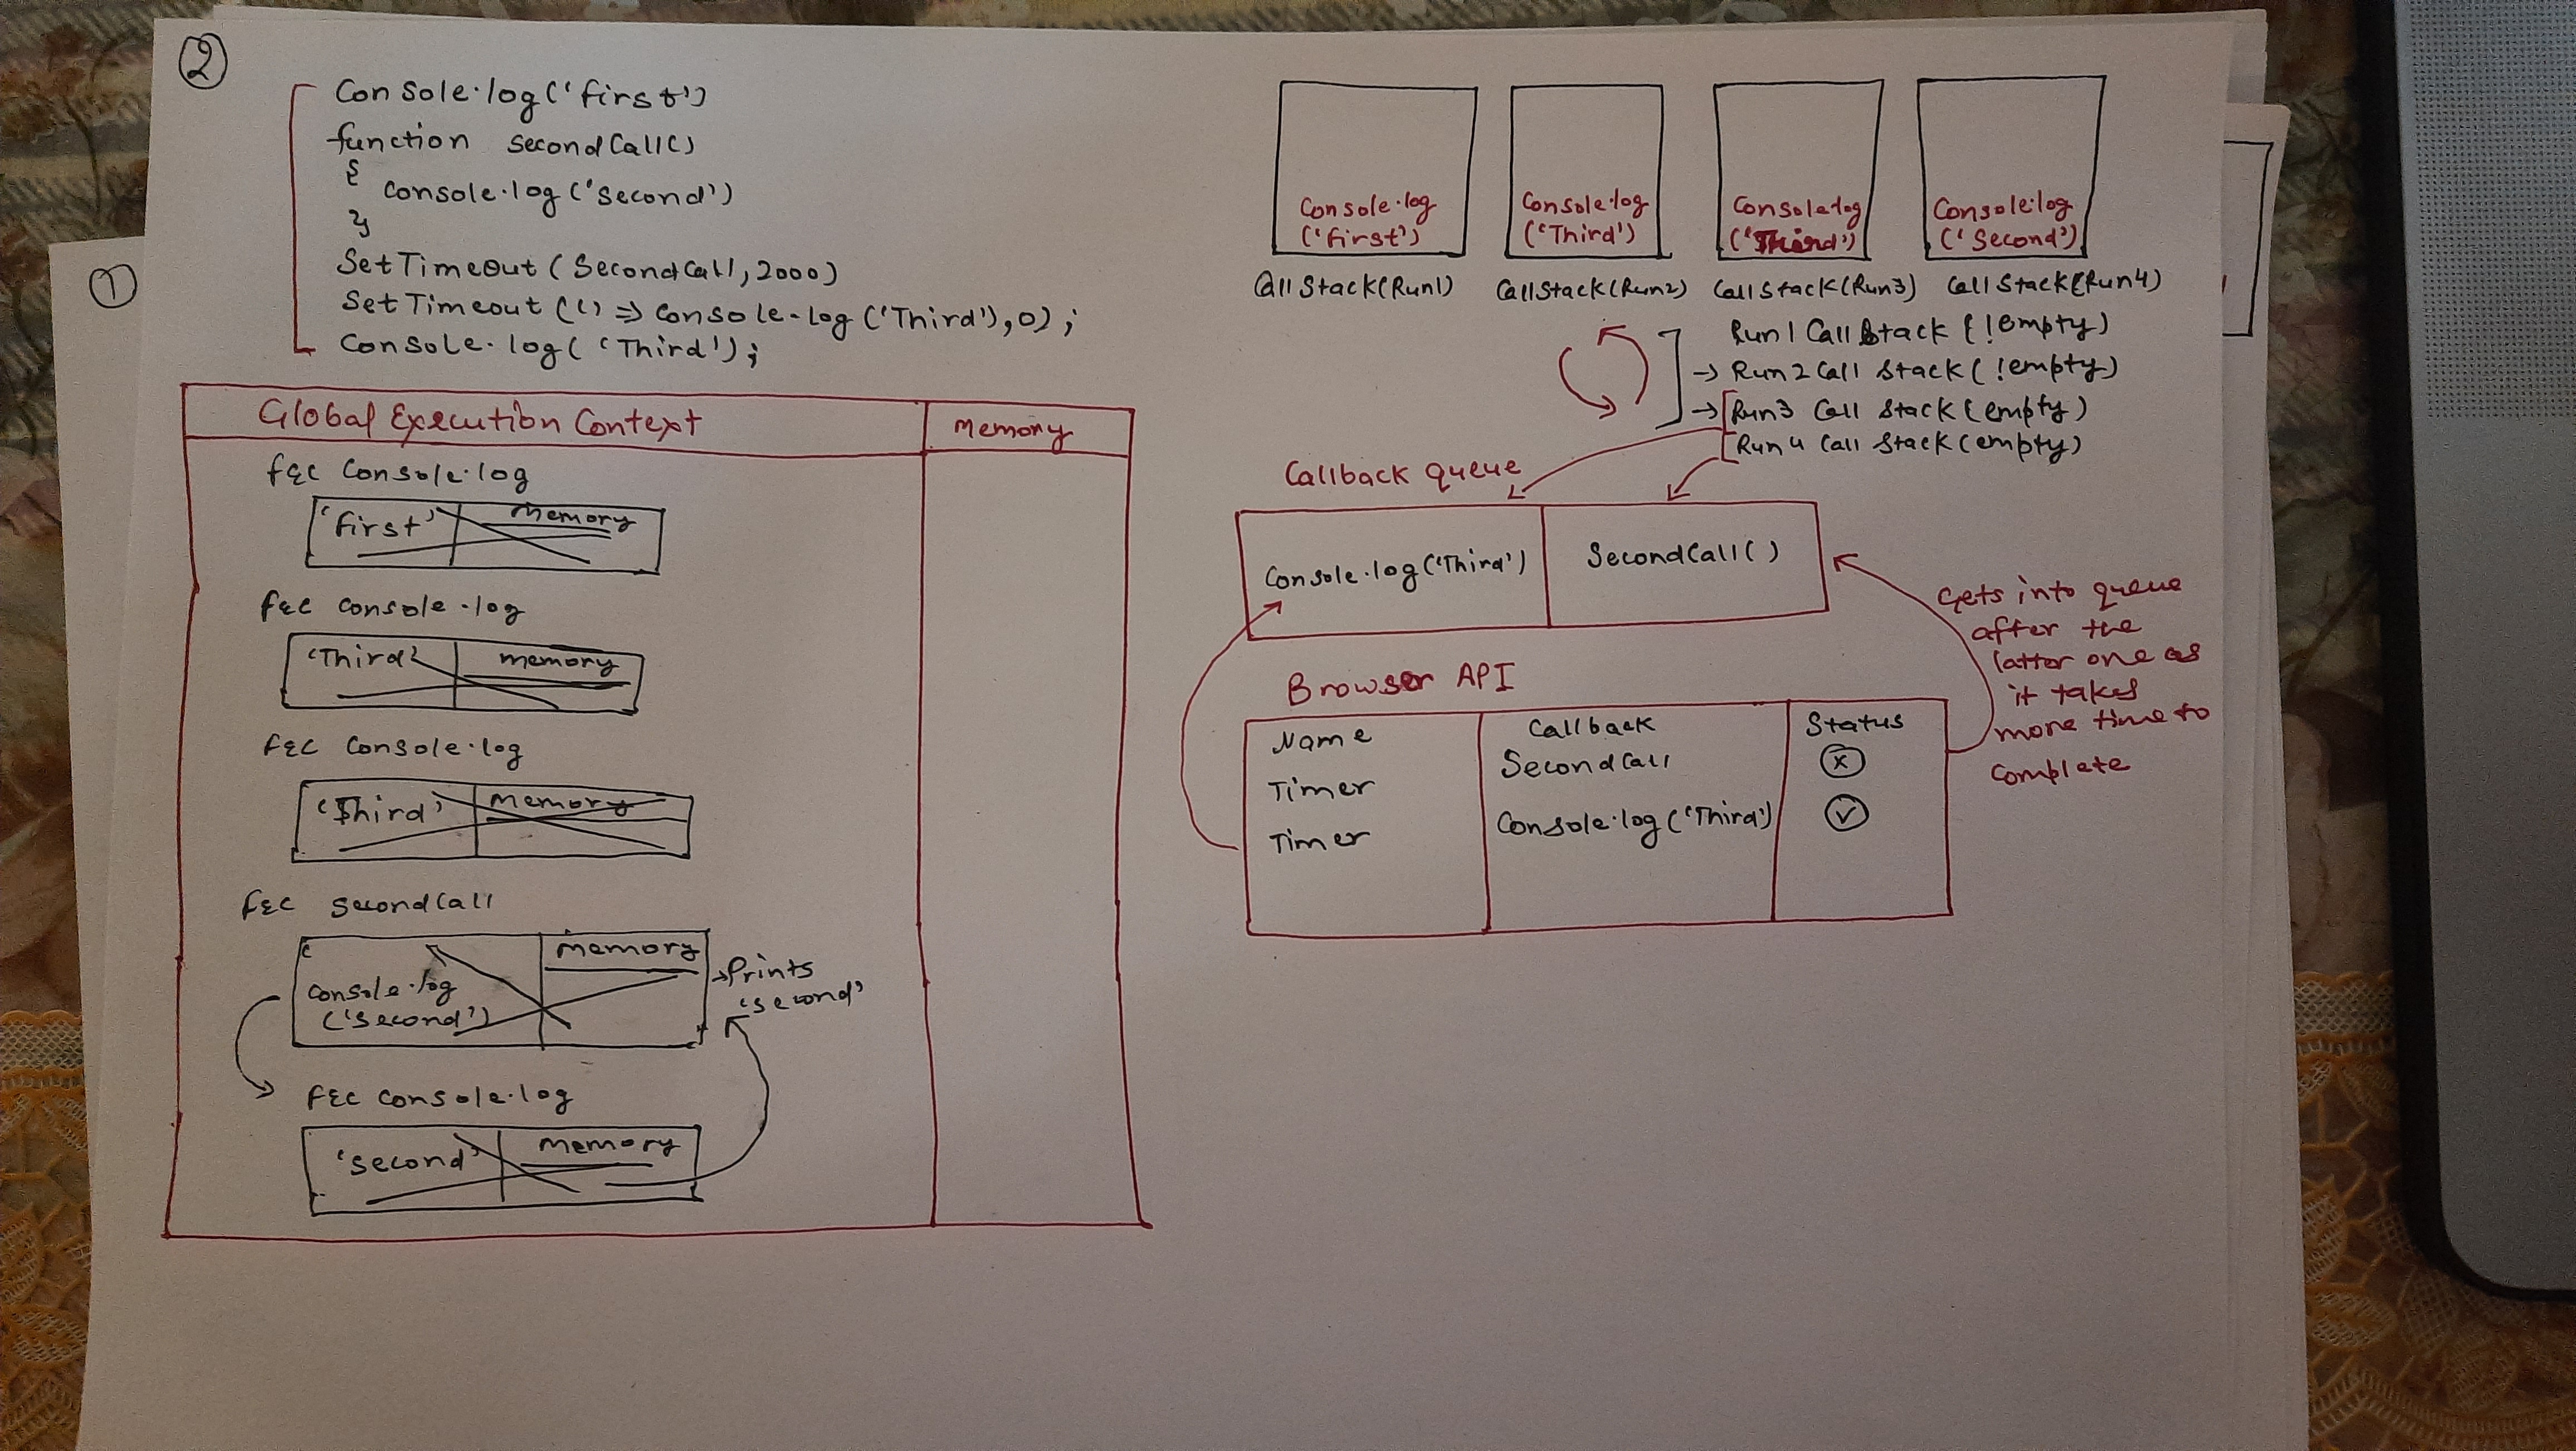 ①
②
Console.log('first')
function secondCall()
{ console.log('second')
}
SetTimeout(SecondCall, 2000)
SetTimeout(() => Console.log('Third'), 0);
Console.log('Third');
Global Execution Context
Memory
fEC console.log
'first'
memory
fEC console.log
'Third'
memory
fEC console.log
'Third'
memory
fEC secondCall
Console.log
('second')
memory
→ Prints
'second'
fEC console.log
'second'
memory
Console.log
('first')
Console.log
('Third')
Console.log
('Third')
Console.log
('Second')
CallStack(Run1)
CallStack(Run2)
CallStack(Run3)
CallStack(Run4)
Run1 Call Stack (!empty)
→ Run2 Call Stack (!empty)
→ Run3 Call Stack (empty)
Run4 Call Stack (empty)
Callback queue
Console.log('Third')
SecondCall()
Gets into queue
after the
latter one as
it takes
more time to
complete
Browser API
Name
Callback
Status
Timer
SecondCall
x
Timer
Console.log('Third')
✓